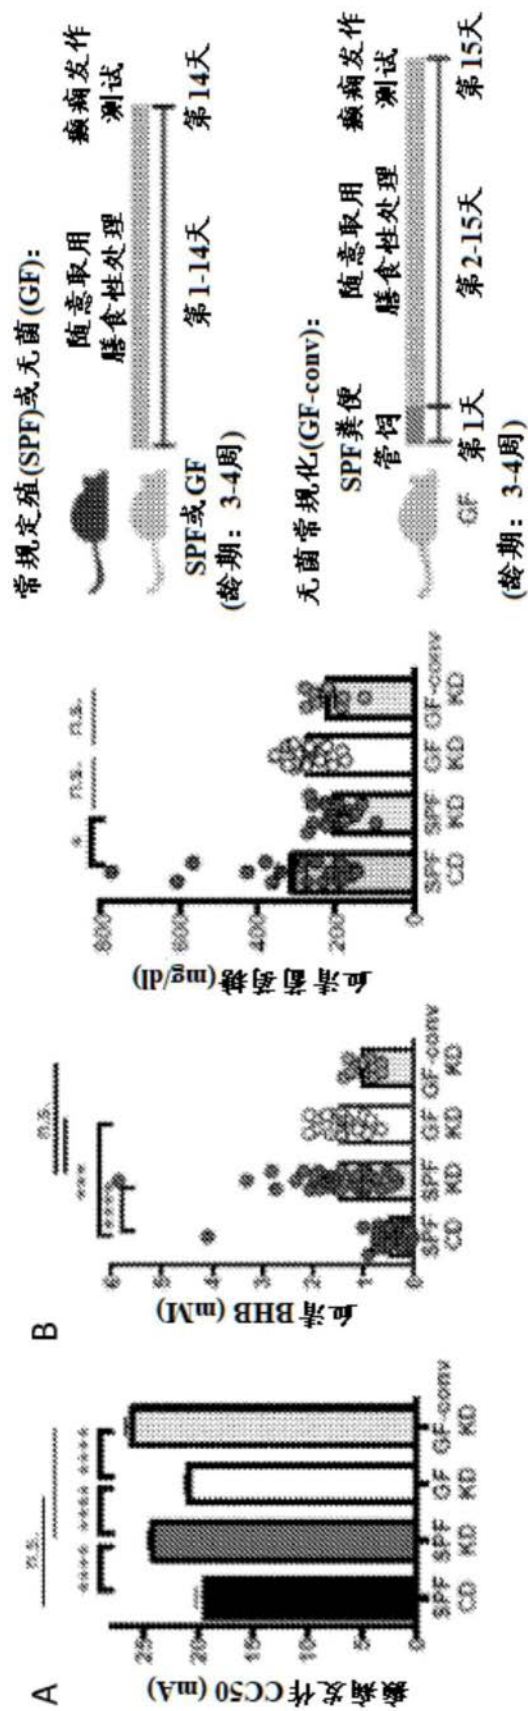 A
癫痫发作CC50 (mA)
25
20
15
10
5
0
n.s.
****
****
****
SPF
CD
SPF
KD
GF
KD
GF-conv
KD
B
血清 BHB (mM)
6
5
4
3
2
1
0
n.s.
***
****
SPF
CD
SPF
KD
GF
KD
GF-conv
KD
血清葡萄糖(mg/dl)
800
600
400
200
0
*
n.s.
n.s.
SPF
CD
SPF
KD
GF
KD
GF-conv
KD
常规定殖(SPF)或无菌(GF)：
随意取用
膳食性处理
癫痫发作
测试
SPF或GF
(龄期：3-4周)
第1-14天
第14天
无菌常规化(GF-conv)：
SPF粪便
管饲
随意取用
膳食性处理
癫痫发作
测试
GF
(龄期：3-4周)
第1天
第2-15天
第15天